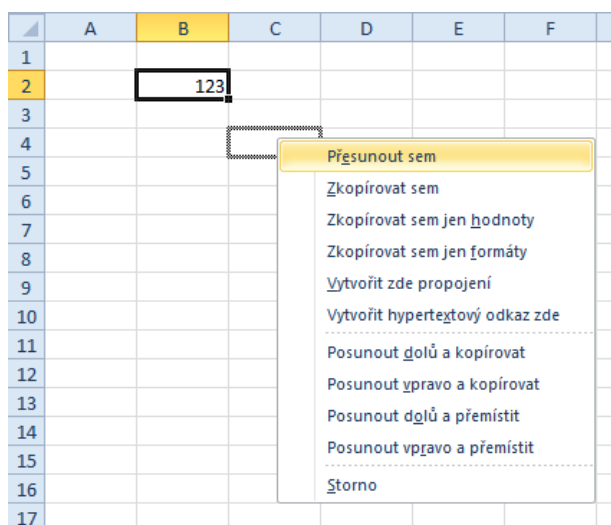 A B C D E F
1
2 123
3
4
Přesunout sem
5
Zkopírovat sem
6
7 Zkopírovat sem jen hodnoty
8 Zkopírovat sem jen formáty
9 Vytvořit zde propojení
10 Vytvořit hypertextový odkaz zde
11 Posunout dolů a kopírovat
12 Posunout vpravo a kopírovat
13 Posunout dolů a přemístit
14
15 Posunout vpravo a přemístit
16 Storno
17